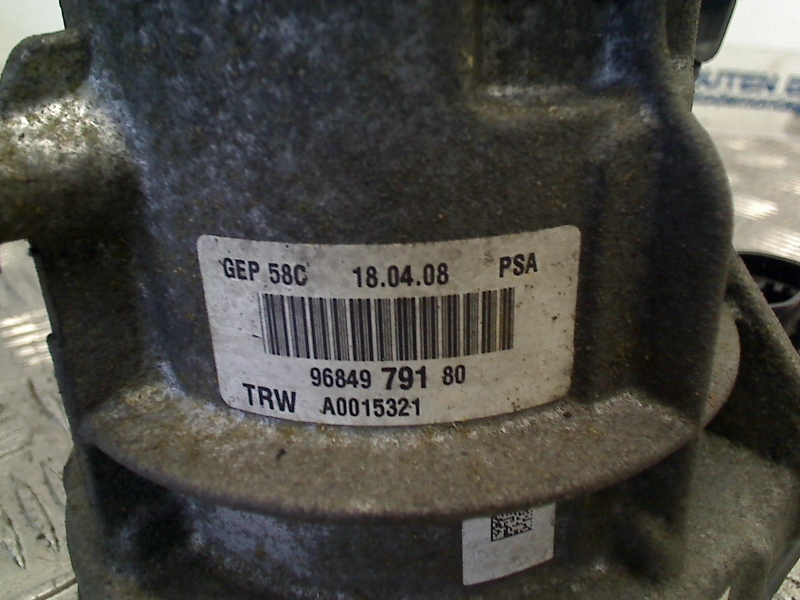 GEP 58C 18.04.08 PSA
96849 791 80
TRW A0015321